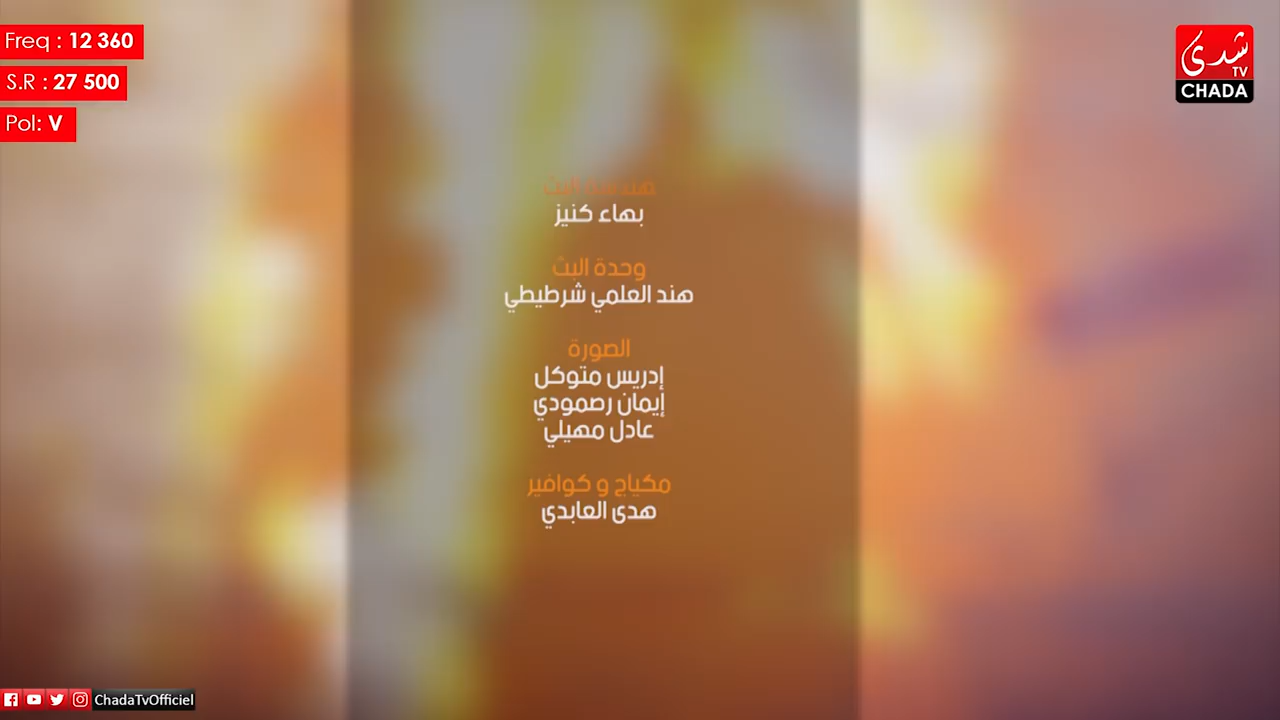 Freq : 12 360
S.R : 27 500
Pol: V
شدى
TV
CHADA
هندسة البث
بهاء كنيز
وحدة البث
هند العلمي شرطيطي
الصورة
إدريس متوكل
إيمان رصمودي
عادل مهيلي
مكياج و كوافير
هدى العابدي
ChadaTvOfficiel